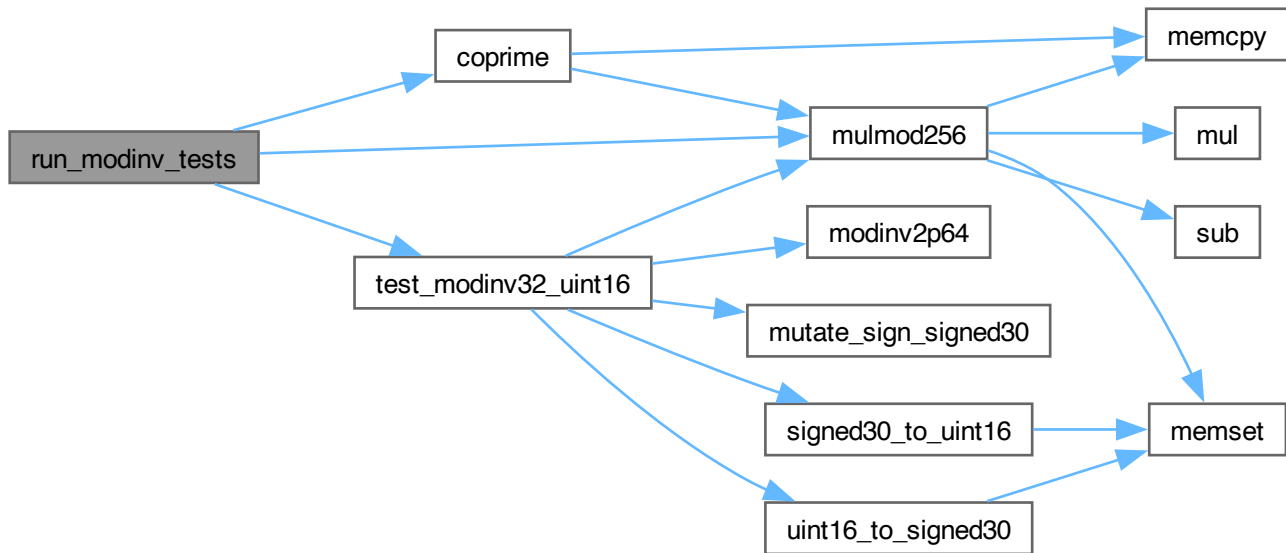 run_modinv_tests
coprime
test_modinv32_uint16
mulmod256
modinv2p64
mutate_sign_signed30
signed30_to_uint16
uint16_to_signed30
memcpy
mul
sub
memset